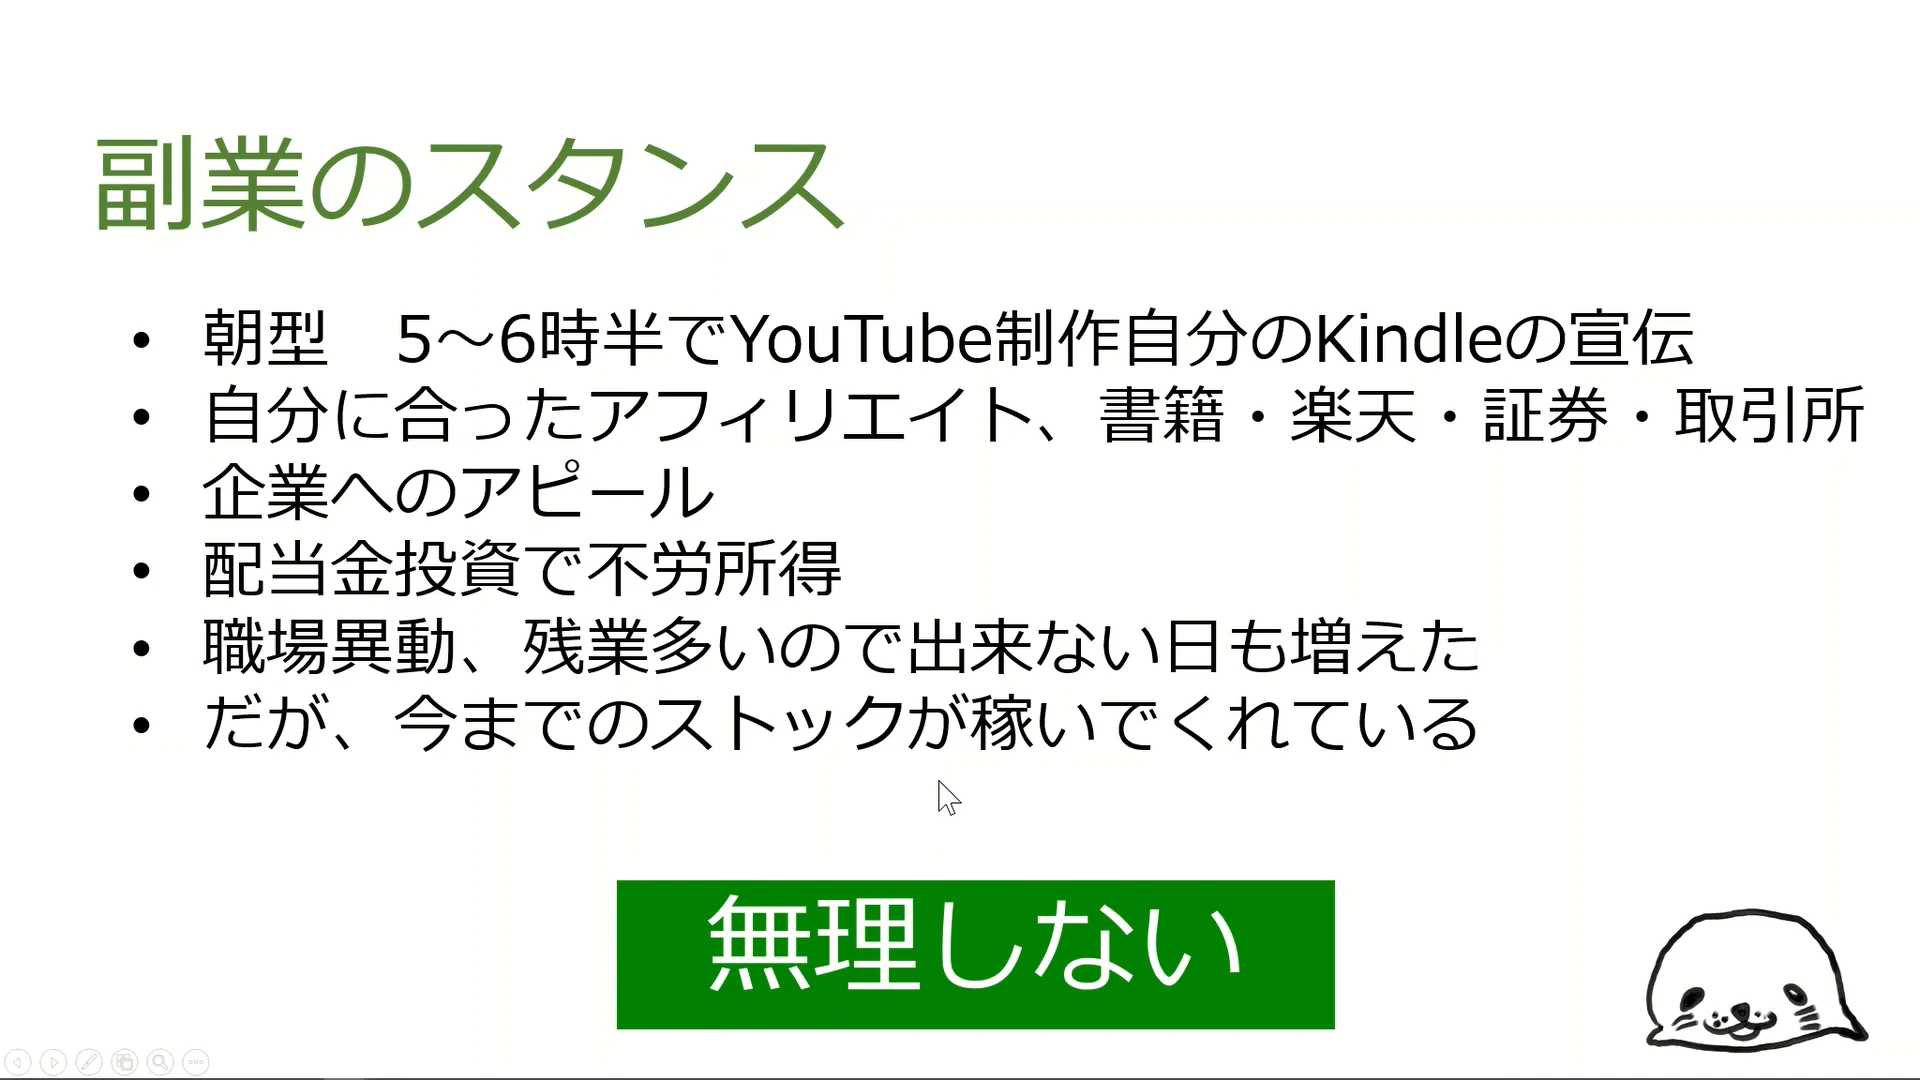 副業のスタンス
• 朝型　5～6時半でYouTube制作自分のKindleの宣伝
• 自分に合ったアフィリエイト、書籍・楽天・証券・取引所
• 企業へのアピール
• 配当金投資で不労所得
• 職場異動、残業多いので出来ない日も増えた
• だが、今までのストックが稼いでくれている
無理しない